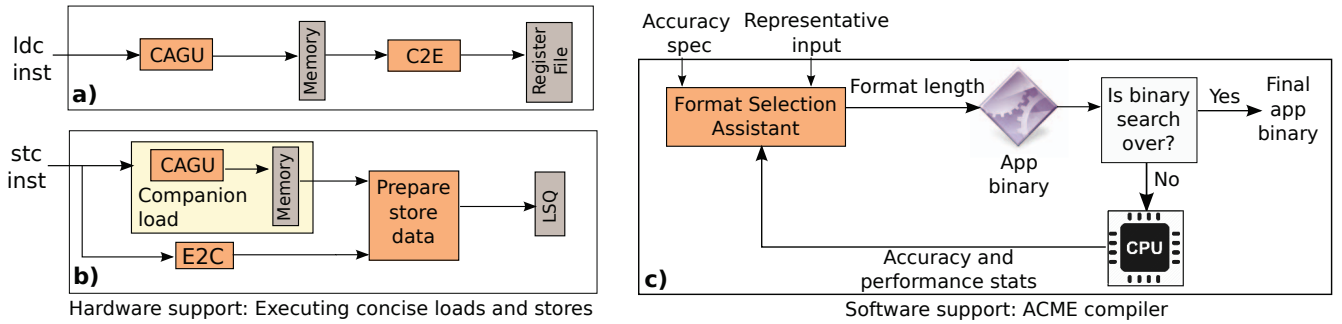 ldc
inst
CAGU
Memory
C2E
Register
File
a)
stc
inst
CAGU
Memory
Companion
load
E2C
Prepare
store
data
LSQ
b)
Hardware support: Executing concise loads and stores
Accuracy
spec
Representative
input
Format Selection
Assistant
Format length
App
binary
Is binary
search
over?
Yes
Final
app
binary
No
CPU
Accuracy and
performance stats
c)
Software support: ACME compiler